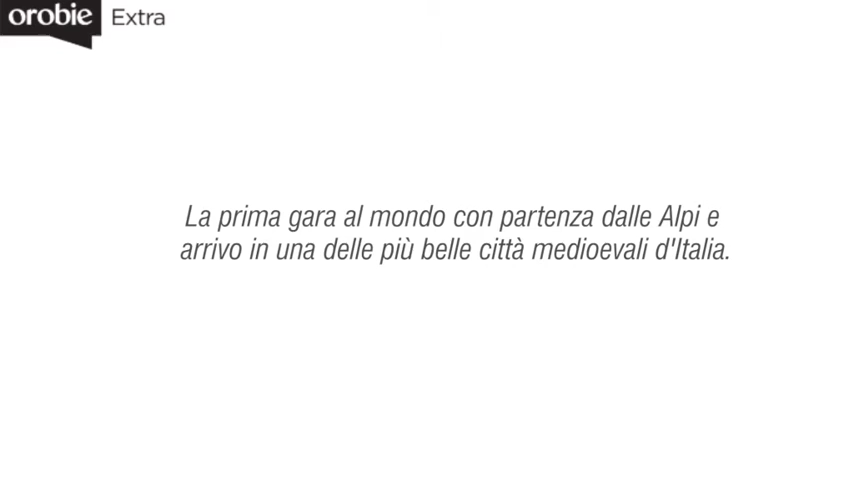 orobie Extra
La prima gara al mondo con partenza dalle Alpi e
arrivo in una delle più belle città medioevali d'Italia.